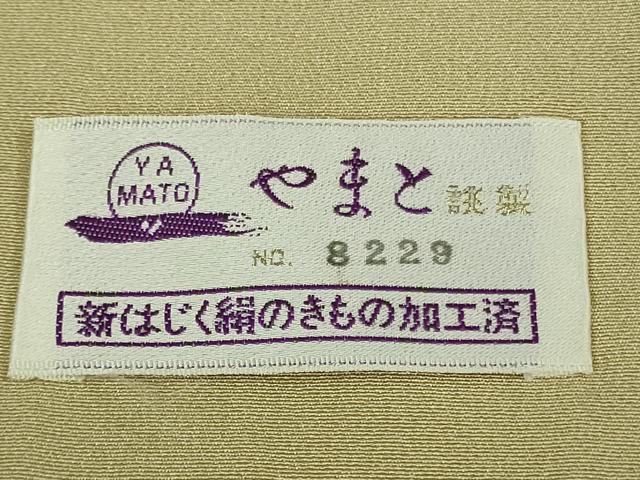 YA
MATO
やまと 謹製
NO. 8229
新はじく絹のきもの加工済